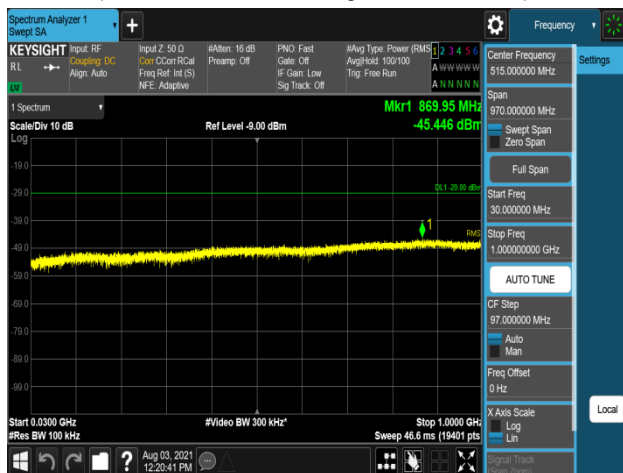 Spectrum Analyzer 1
Swept SA
+
Frequency
KEYSIGHT
RL
LXI
Input: RF
Coupling: DC
Align: Auto
Input Z: 50 Ω
Corr CCorr RCal
Freq Ref: Int (S)
NFE: Adaptive
#Atten: 16 dB
Preamp: Off
PNO: Fast
Gate: Off
IF Gain: Low
Sig Track: Off
#Avg Type: Power (RMS
Avg|Hold: 100/100
Trig: Free Run
1 2 3 4 5 6
A W W W W W
A N N N N N
Settings
1 Spectrum
Scale/Div 10 dB
Log
Ref Level -9.00 dBm
Mkr1 869.95 MHz
-45.446 dBm
-19.0
-29.0
-39.0
-49.0
-59.0
-69.0
-79.0
-89.0
-99.0
DL1 -29.00 dBm
1
RMS
Start 0.0300 GHz
#Res BW 100 kHz
#Video BW 300 kHz*
Stop 1.0000 GHz
Sweep 46.6 ms (19401 pts
Center Frequency
515.000000 MHz
Span
970.000000 MHz
Swept Span
Zero Span
Full Span
Start Freq
30.000000 MHz
Stop Freq
1.000000000 GHz
AUTO TUNE
CF Step
97.000000 MHz
Auto
Man
Freq Offset
0 Hz
X Axis Scale
Log
Lin
Signal Track
(Span Zoom)
Local
?
Aug 03, 2021
12:20:41 PM